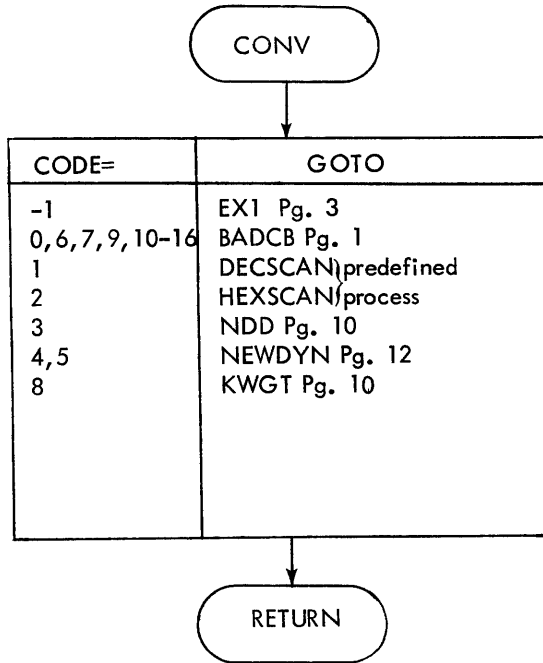 CONV
CODE= GOTO
-1 EX1 Pg. 3
0,6,7,9,10-16 BADCB Pg. 1
1 DECSCAN)predefined
2 HEXSCAN)process
3 NDD Pg. 10
4,5 NEWDYN Pg. 12
8 KWGT Pg. 10
RETURN